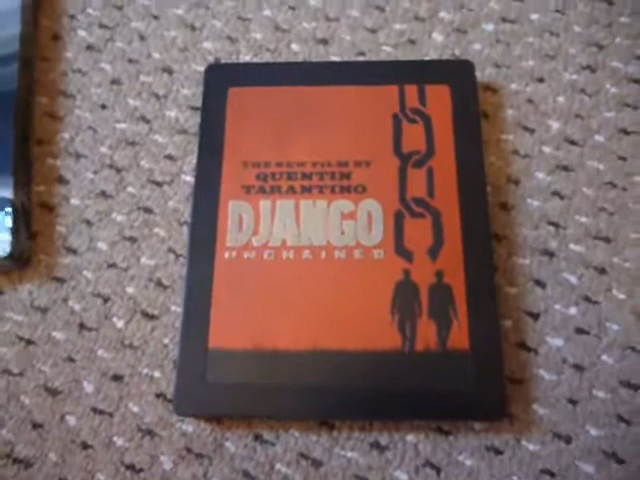 THE NEW FILM BY
QUENTIN
TARANTINO
DJANGO
UNCHAINED